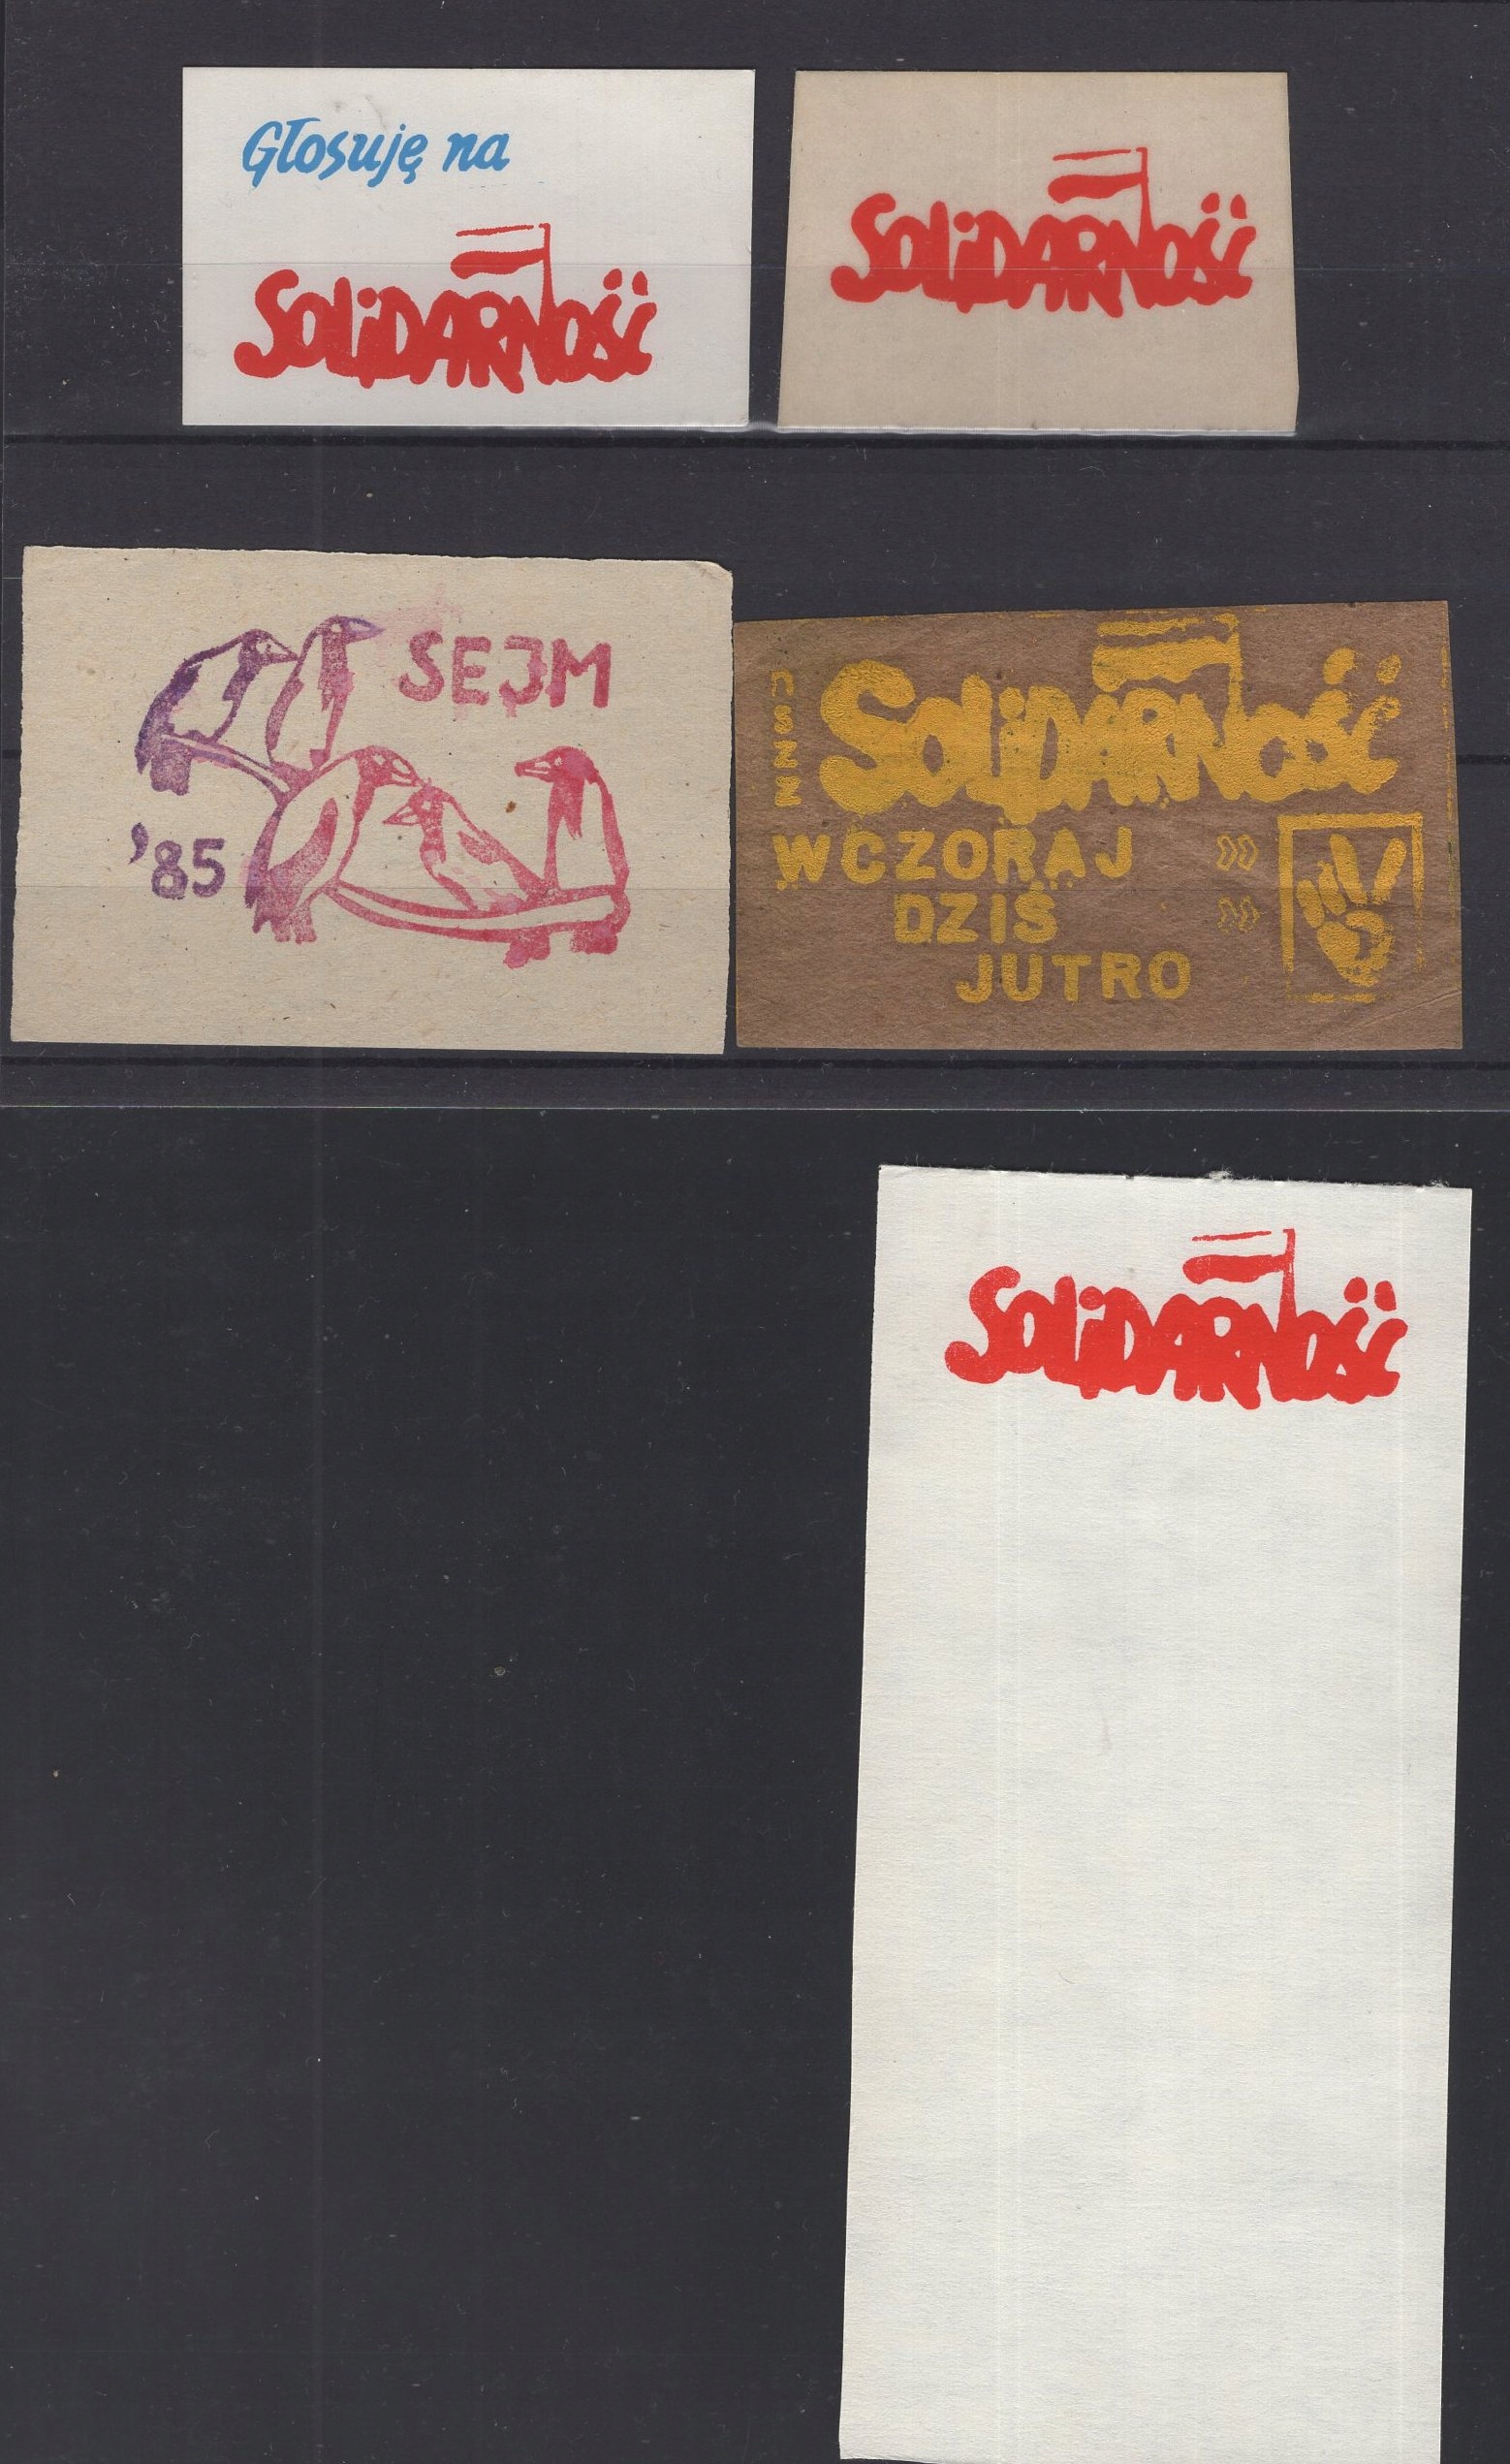 Głosuję na
SOLiDARNOŚĆ
SOLiDARNOŚĆ
SEJM
'85
NSZZ
SOLiDARNOŚĆ
WCZORAJ
DZIŚ
JUTRO
SOLiDARNOŚĆ